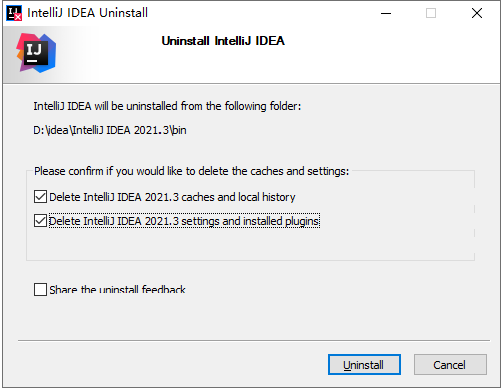 IntelliJ IDEA Uninstall
IJ
Uninstall IntelliJ IDEA
IntelliJ IDEA will be uninstalled from the following folder:
D:\idea\IntelliJ IDEA 2021.3\bin
Please confirm if you would like to delete the caches and settings:
Delete IntelliJ IDEA 2021.3 caches and local history
Delete IntelliJ IDEA 2021.3 settings and installed plugins
Share the uninstall feedback
Uninstall
Cancel